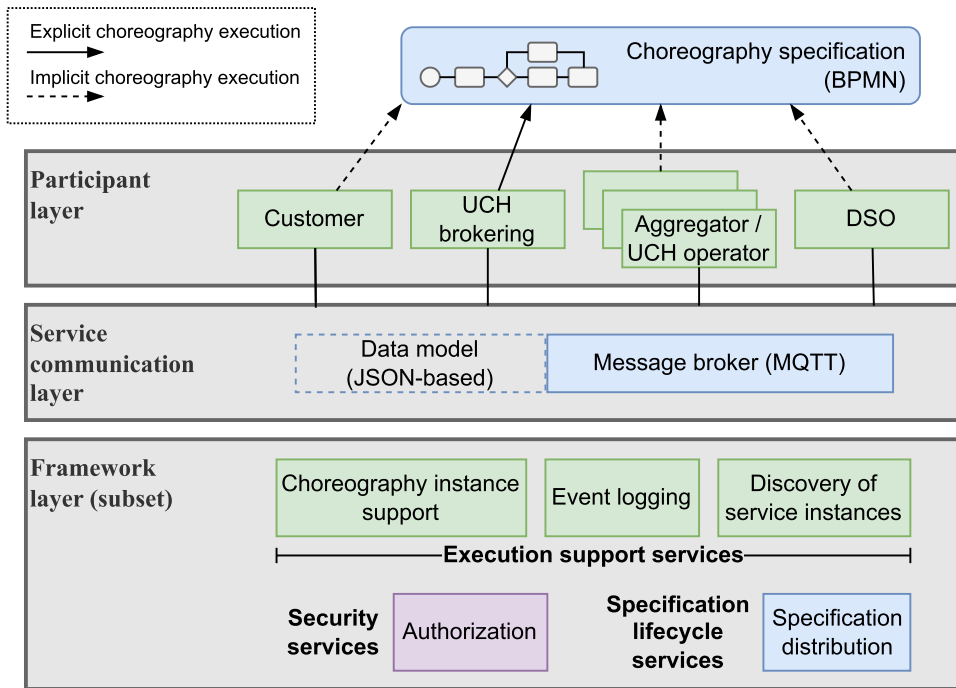 Explicit choreography execution
Implicit choreography execution
Choreography specification
(BPMN)
Participant
layer
Customer
UCH
brokering
Aggregator /
UCH operator
DSO
Service
communication
layer
Data model
(JSON-based)
Message broker (MQTT)
Framework
layer (subset)
Choreography instance
support
Event logging
Discovery of
service instances
Execution support services
Security
services
Authorization
Specification
lifecycle
services
Specification
distribution